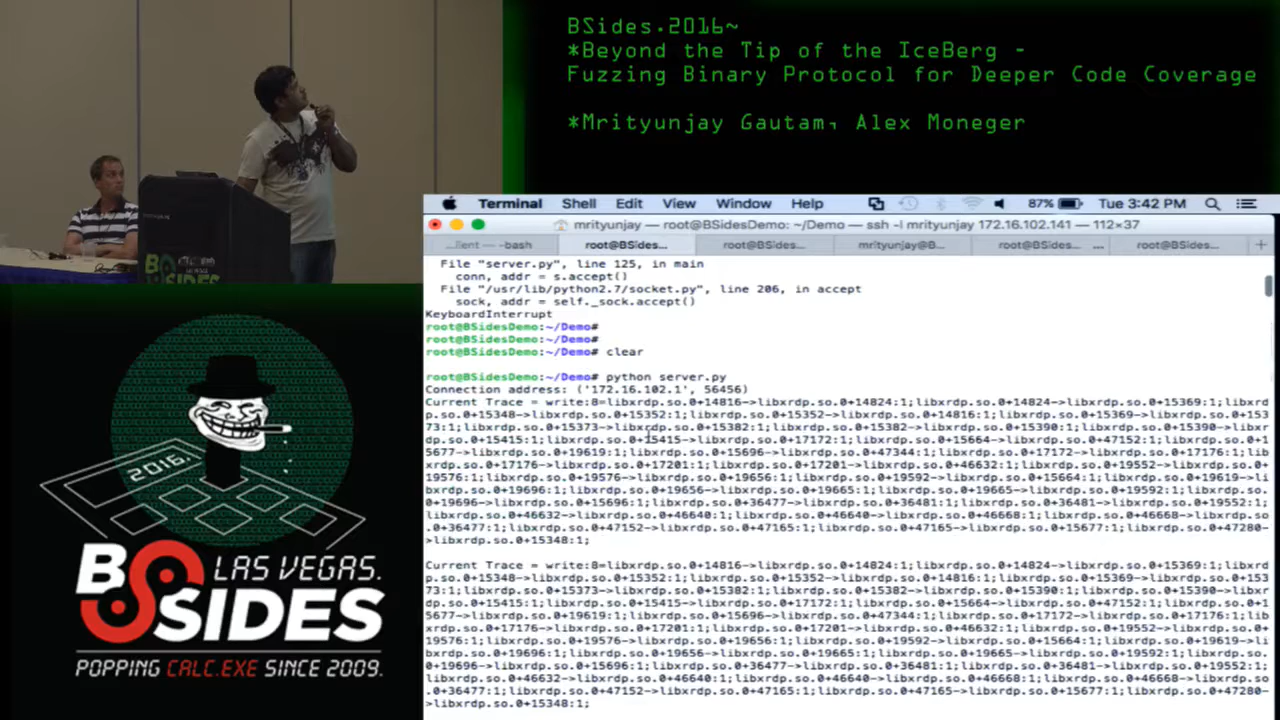 BSides.2016~
*Beyond the Tip of the IceBerg -
Fuzzing Binary Protocol for Deeper Code Coverage
*Mrityunjay Gautam, Alex Moneger
Terminal Shell Edit View Window Help 87% Tue 3:42 PM
mrityunjay — root@BSidesDemo: ~/Demo — ssh -l mrityunjay 172.16.102.141 — 112×37
...lient — -bash root@BSides... root@BSides... mrityunjay@B... root@BSides... ... root@BSides... +
File "server.py", line 125, in main
conn, addr = s.accept()
File "/usr/lib/python2.7/socket.py", line 206, in accept
sock, addr = self._sock.accept()
KeyboardInterrupt
root@BSidesDemo:~/Demo#
root@BSidesDemo:~/Demo#
root@BSidesDemo:~/Demo# clear
root@BSidesDemo:~/Demo# python server.py
Connection address: ('172.16.102.1', 56456)
Current Trace = write:8=libxrdp.so.0+14816->libxrdp.so.0+14824:1;libxrdp.so.0+14824->libxrdp.so.0+15369:1;libxrd
p.so.0+15348->libxrdp.so.0+15352:1;libxrdp.so.0+15352->libxrdp.so.0+14816:1;libxrdp.so.0+15369->libxrdp.so.0+153
73:1;libxrdp.so.0+15373->libxrdp.so.0+15382:1;libxrdp.so.0+15382->libxrdp.so.0+15390:1;libxrdp.so.0+15390->libxr
dp.so.0+15415:1;libxrdp.so.0+15415->libxrdp.so.0+17172:1;libxrdp.so.0+15664->libxrdp.so.0+47152:1;libxrdp.so.0+1
5677->libxrdp.so.0+19619:1;libxrdp.so.0+15696->libxrdp.so.0+47344:1;libxrdp.so.0+17172->libxrdp.so.0+17176:1;lib
xrdp.so.0+17176->libxrdp.so.0+17201:1;libxrdp.so.0+17201->libxrdp.so.0+46632:1;libxrdp.so.0+19552->libxrdp.so.0+
19576:1;libxrdp.so.0+19576->libxrdp.so.0+19656:1;libxrdp.so.0+19592->libxrdp.so.0+15664:1;libxrdp.so.0+19619->li
bxrdp.so.0+19696:1;libxrdp.so.0+19656->libxrdp.so.0+19665:1;libxrdp.so.0+19665->libxrdp.so.0+19592:1;libxrdp.so.
0+19696->libxrdp.so.0+15696:1;libxrdp.so.0+36477->libxrdp.so.0+36481:1;libxrdp.so.0+36481->libxrdp.so.0+19552:1;
libxrdp.so.0+46632->libxrdp.so.0+46640:1;libxrdp.so.0+46640->libxrdp.so.0+46668:1;libxrdp.so.0+46668->libxrdp.so
.0+36477:1;libxrdp.so.0+47152->libxrdp.so.0+47165:1;libxrdp.so.0+47165->libxrdp.so.0+15677:1;libxrdp.so.0+47280-
>libxrdp.so.0+15348:1;
Current Trace = write:8=libxrdp.so.0+14816->libxrdp.so.0+14824:1;libxrdp.so.0+14824->libxrdp.so.0+15369:1;libxrd
p.so.0+15348->libxrdp.so.0+15352:1;libxrdp.so.0+15352->libxrdp.so.0+14816:1;libxrdp.so.0+15369->libxrdp.so.0+153
73:1;libxrdp.so.0+15373->libxrdp.so.0+15382:1;libxrdp.so.0+15382->libxrdp.so.0+15390:1;libxrdp.so.0+15390->libxr
dp.so.0+15415:1;libxrdp.so.0+15415->libxrdp.so.0+17172:1;libxrdp.so.0+15664->libxrdp.so.0+47152:1;libxrdp.so.0+1
5677->libxrdp.so.0+19619:1;libxrdp.so.0+15696->libxrdp.so.0+47344:1;libxrdp.so.0+17172->libxrdp.so.0+17176:1;lib
xrdp.so.0+17176->libxrdp.so.0+17201:1;libxrdp.so.0+17201->libxrdp.so.0+46632:1;libxrdp.so.0+19552->libxrdp.so.0+
19576:1;libxrdp.so.0+19576->libxrdp.so.0+19656:1;libxrdp.so.0+19592->libxrdp.so.0+15664:1;libxrdp.so.0+19619->li
bxrdp.so.0+19696:1;libxrdp.so.0+19656->libxrdp.so.0+19665:1;libxrdp.so.0+19665->libxrdp.so.0+19592:1;libxrdp.so.
0+19696->libxrdp.so.0+15696:1;libxrdp.so.0+36477->libxrdp.so.0+36481:1;libxrdp.so.0+36481->libxrdp.so.0+19552:1;
libxrdp.so.0+46632->libxrdp.so.0+46640:1;libxrdp.so.0+46640->libxrdp.so.0+46668:1;libxrdp.so.0+46668->libxrdp.so
.0+36477:1;libxrdp.so.0+47152->libxrdp.so.0+47165:1;libxrdp.so.0+47165->libxrdp.so.0+15677:1;libxrdp.so.0+47280-
>libxrdp.so.0+15348:1;
2016.
BSIDES LAS VEGAS.
POPPING CALC.EXE SINCE 2009.